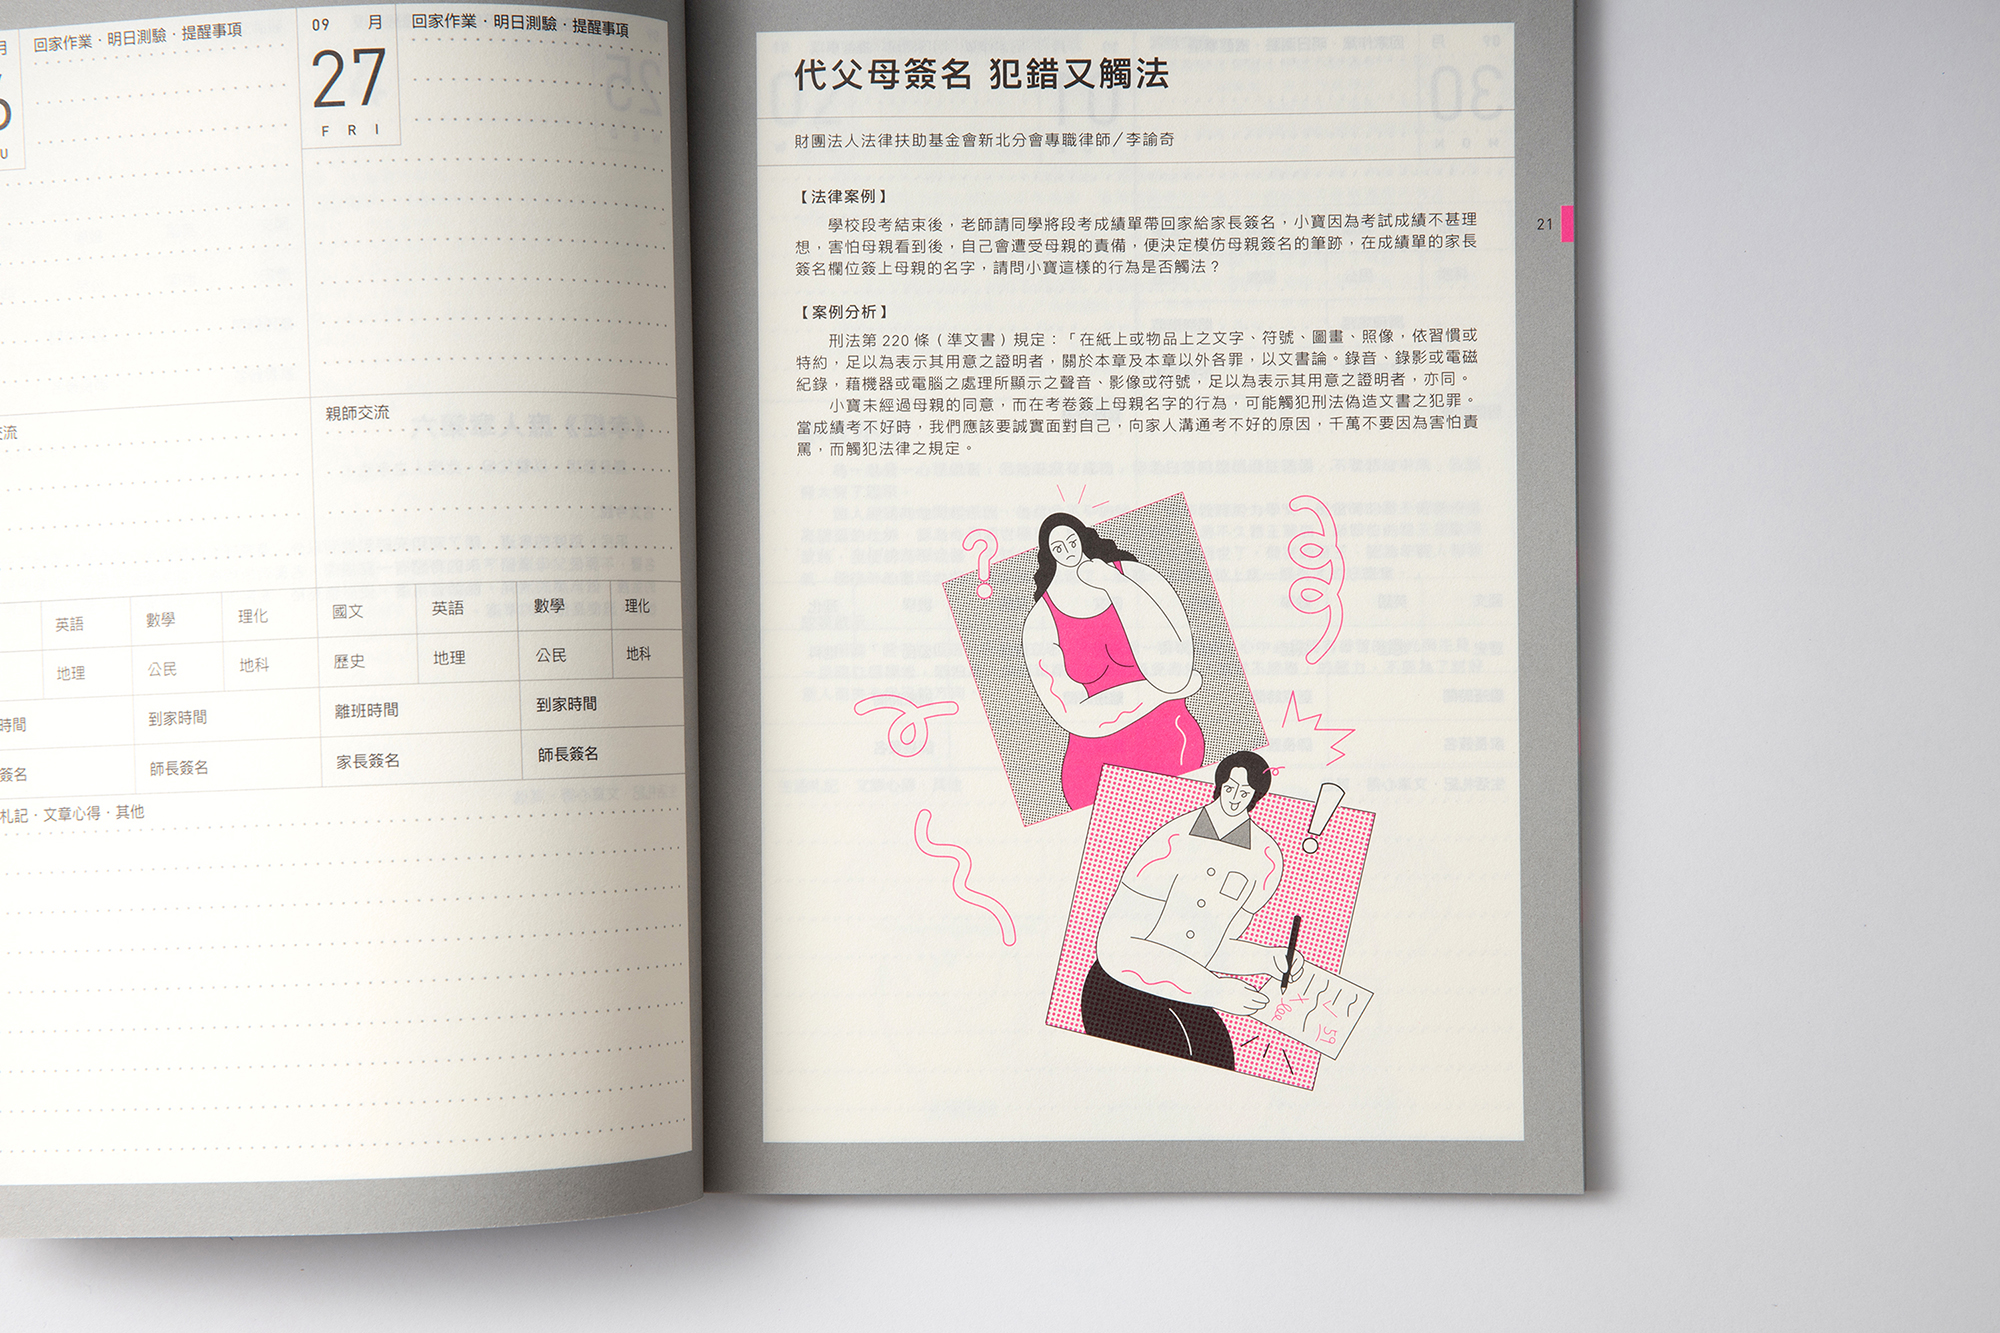 月
回家作業・明日測驗・提醒事項
09 月
27
FRI
回家作業・明日測驗・提醒事項
親師交流
英語 數學 理化 國文 英語 數學 理化
地理 公民 地科 歷史 地理 公民 地科
時間 到家時間 離班時間 到家時間
簽名 師長簽名 家長簽名 師長簽名
札記・文章心得・其他
代父母簽名 犯錯又觸法
財團法人法律扶助基金會新北分會專職律師/李諭奇
【法律案例】
學校段考結束後，老師請同學將段考成績單帶回家給家長簽名，小寶因為考試成績不甚理
想，害怕母親看到後，自己會遭受母親的責備，便決定模仿母親簽名的筆跡，在成績單的家長
簽名欄位簽上母親的名字，請問小寶這樣的行為是否觸法？
【案例分析】
刑法第 220 條（準文書）規定：「在紙上或物品上之文字、符號、圖畫、照像，依習慣或
特約，足以為表示其用意之證明者，關於本章及本章以外各罪，以文書論。錄音、錄影或電磁
紀錄，藉機器或電腦之處理所顯示之聲音、影像或符號，足以為表示其用意之證明者，亦同。
小寶未經過母親的同意，而在考卷簽上母親名字的行為，可能觸犯刑法偽造文書之犯罪。
當成績考不好時，我們應該要誠實面對自己，向家人溝通考不好的原因，千萬不要因為害怕責
罵，而觸犯法律之規定。
21
?
!
59
lee